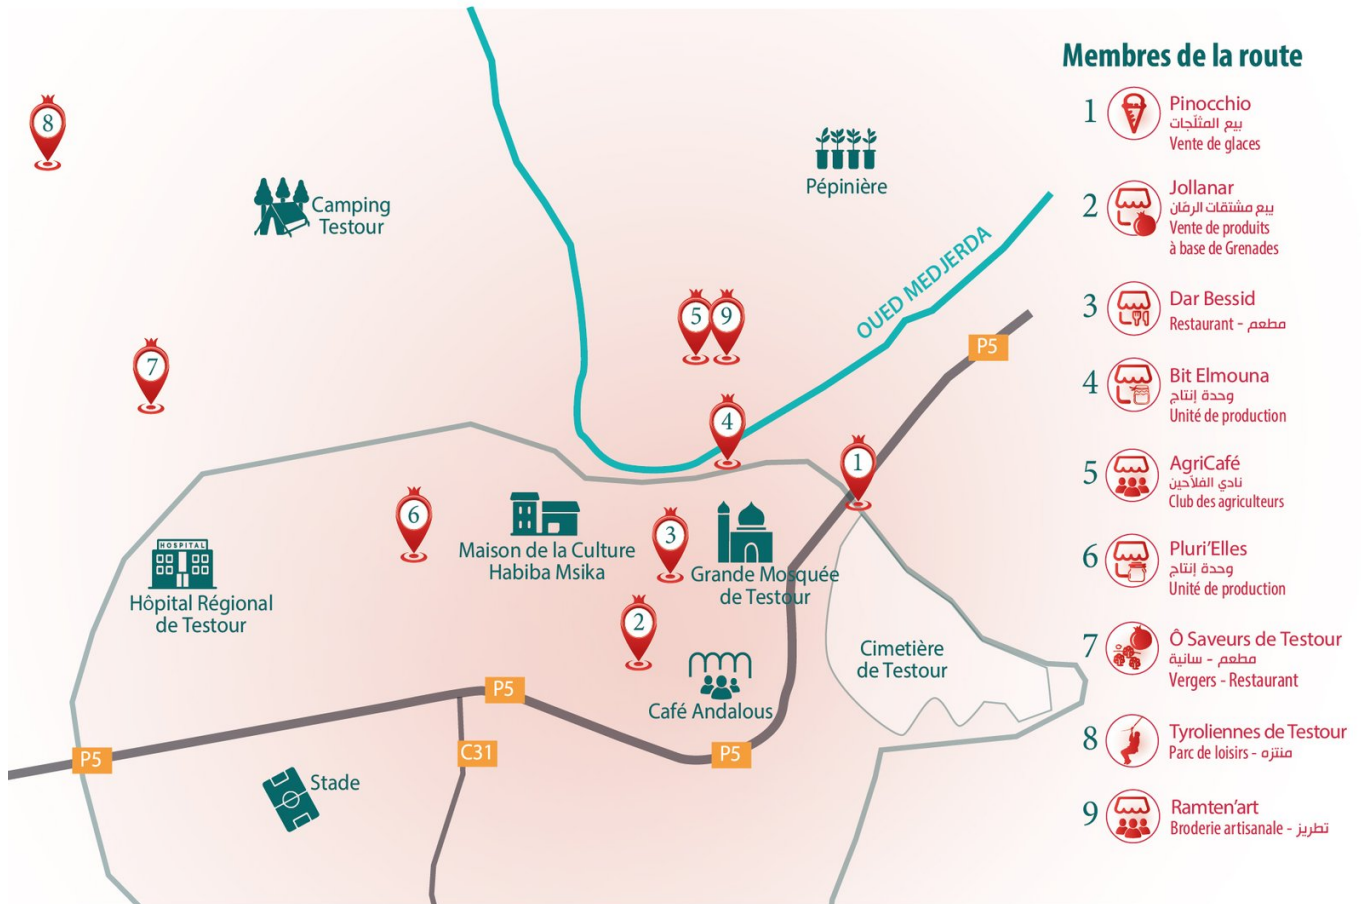 8
Camping
Testour
Pépinière
OUED MEDJERDA
5
9
P5
7
4
1
6
3
Maison de la Culture
Habiba Msika
Grande Mosquée
de Testour
HOSPITAL
Hôpital Régional
de Testour
2
Cimetière
de Testour
Café Andalous
P5
P5
P5
C31
Stade
Membres de la route
1
Pinocchio
بيع المثلّجات
Vente de glaces
2
Jollanar
يبع مشتقات الرمّان
Vente de produits
à base de Grenades
3
Dar Bessid
Restaurant - مطعم
4
Bit Elmouna
وحدة إنتاج
Unité de production
5
AgriCafé
نادي الفلاّحين
Club des agriculteurs
6
Pluri'Elles
وحدة إنتاج
Unité de production
7
Ô Saveurs de Testour
مطعم - سانية
Vergers - Restaurant
8
Tyroliennes de Testour
Parc de loisirs - منتزه
9
Ramten'art
Broderie artisanale - تطريز